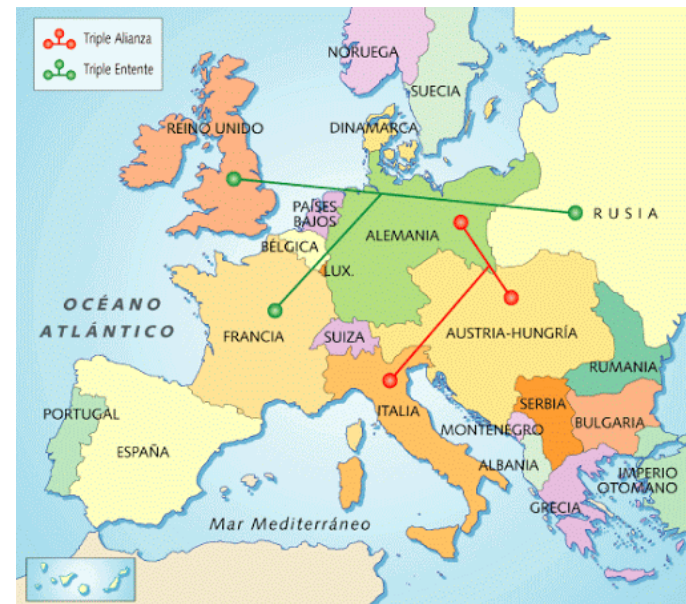 Triple Alianza
Triple Entente
NORUEGA
SUECIA
REINO UNIDO
DINAMARCA
PAÍSES
BAJOS
RUSIA
ALEMANIA
BÉLGICA
LUX.
OCÉANO
ATLÁNTICO
FRANCIA
SUIZA
AUSTRIA-HUNGRÍA
RUMANIA
ITALIA
SERBIA
PORTUGAL
MONTENEGRO
BULGARIA
ESPAÑA
ALBANIA
IMPERIO
OTOMANO
GRECIA
Mar Mediterráneo